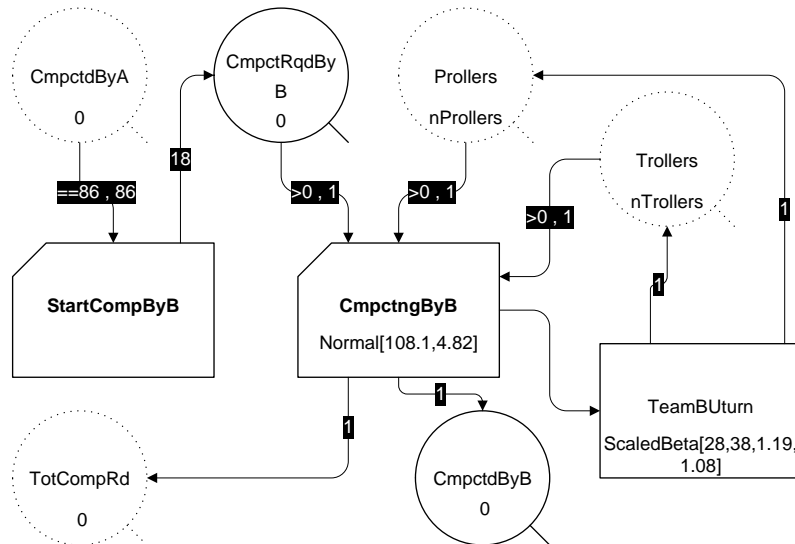 CmpctdByA
0
CmpctRqdBy
B
0
Prollers
nProllers
Trollers
nTrollers
18
==86 , 86
>0 , 1
>0 , 1
>0 , 1
1
1
StartCompByB
CmpctngByB
Normal[108.1,4.82]
1
1
TeamBUturn
ScaledBeta[28,38,1.19,
1.08]
TotCompRd
0
CmpctdByB
0